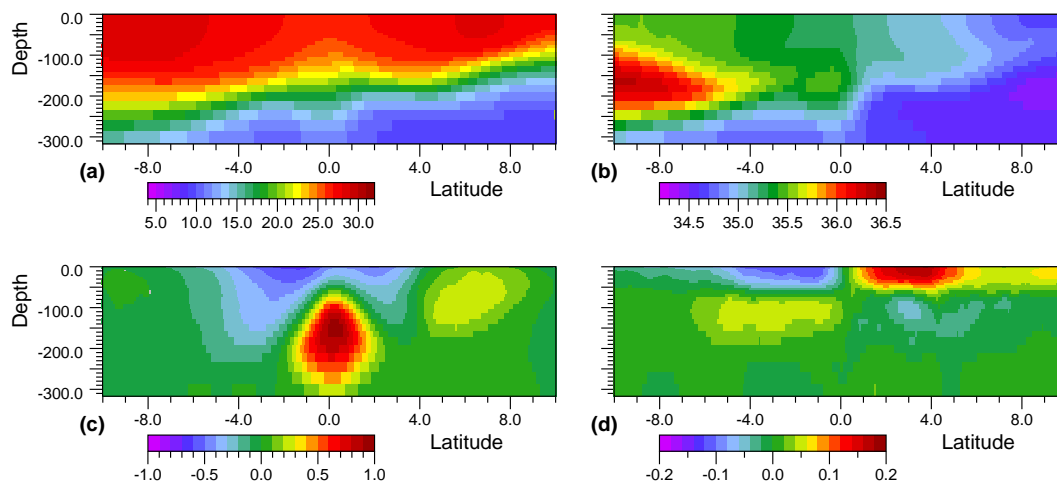 Depth
0.0
-100.0
-200.0
-300.0
-8.0 -4.0 0.0 4.0 8.0
(a) Latitude
5.0 10.0 15.0 20.0 25.0 30.0
-8.0 -4.0 0.0 4.0 8.0
(b) Latitude
34.5 35.0 35.5 36.0 36.5
Depth
0.0
-100.0
-200.0
-300.0
-8.0 -4.0 0.0 4.0 8.0
(c) Latitude
-1.0 -0.5 0.0 0.5 1.0
-8.0 -4.0 0.0 4.0 8.0
(d) Latitude
-0.2 -0.1 0.0 0.1 0.2